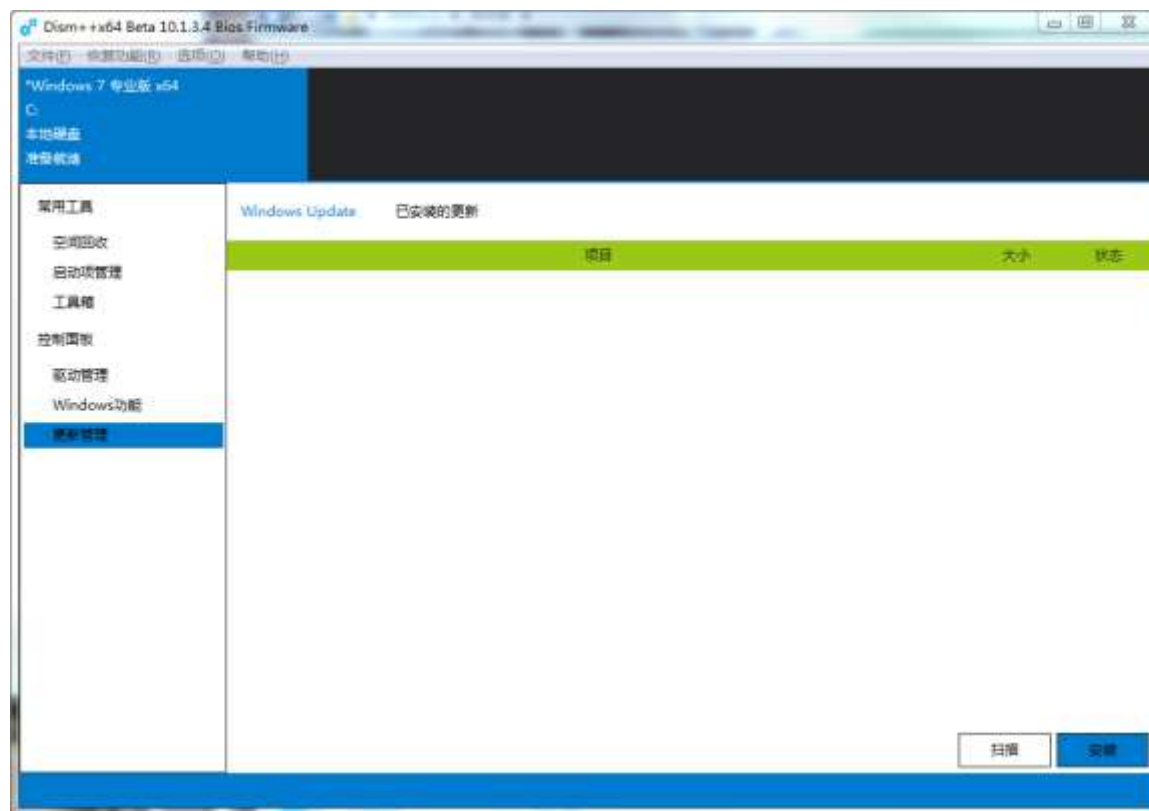 Dism++x64 Beta 10.1.3.4 Bios Firmware
文件(F) 恢复功能(R) 选项(O) 帮助(H)
"Windows 7 专业版 x64
C:
本地硬盘
准备就绪
常用工具
空间回收
启动项管理
工具箱
控制面板
驱动管理
Windows功能
更新管理
Windows Update 已安装的更新
项目 大小 状态
扫描 安装